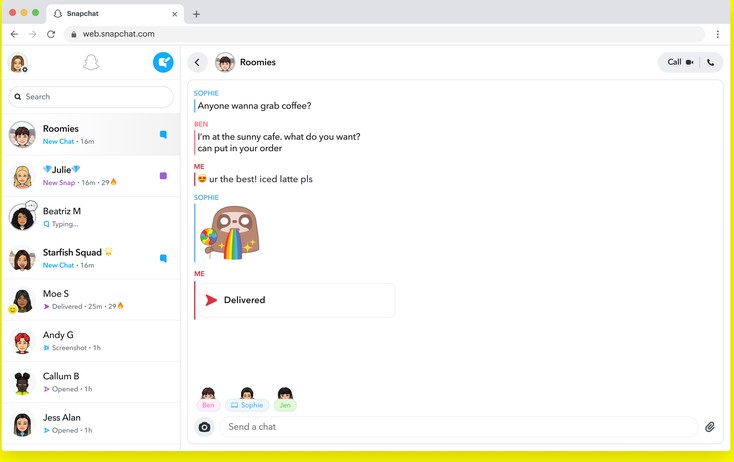 Snapchat
web.snapchat.com
Search
Roomies
New Chat · 16m
💎Julie💎
New Snap · 16m · 29🔥
Beatriz M
Typing...
Starfish Squad 🌟
New Chat · 16m
Moe S
Delivered · 25m · 29🔥
Andy G
Screenshot · 1h
Callum B
Opened · 1h
Jess Alan
Opened · 1h
Roomies
Call
SOPHIE
Anyone wanna grab coffee?
BEN
I'm at the sunny cafe. what do you want?
can put in your order
ME
😍 ur the best! iced latte pls
SOPHIE
ME
Delivered
Ben
Sophie
Jen
Send a chat